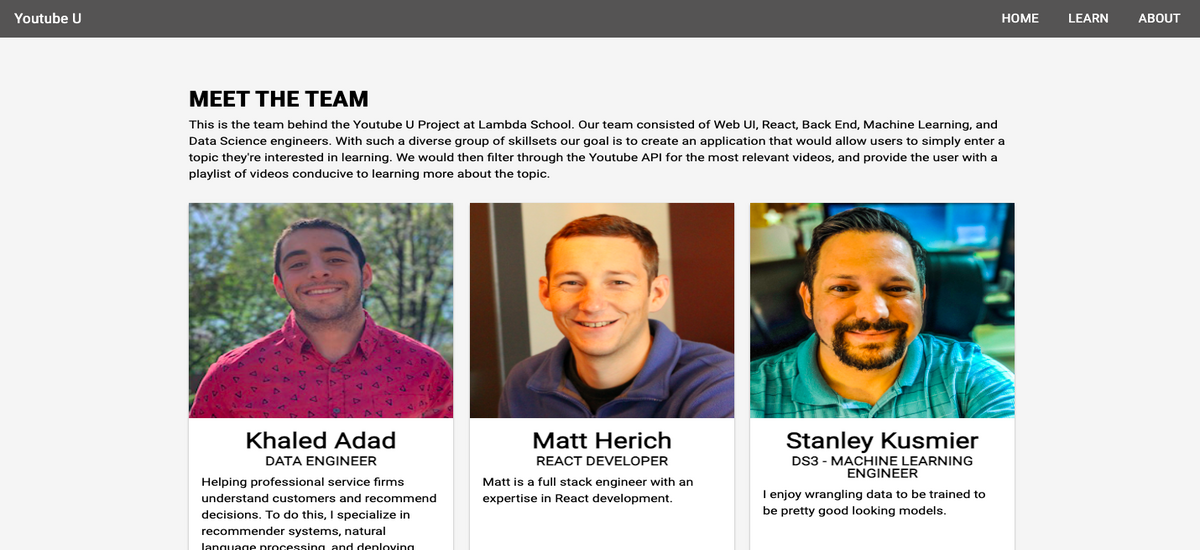 Youtube U
HOME LEARN ABOUT
MEET THE TEAM
This is the team behind the Youtube U Project at Lambda School. Our team consisted of Web UI, React, Back End, Machine Learning, and
Data Science engineers. With such a diverse group of skillsets our goal is to create an application that would allow users to simply enter a
topic they're interested in learning. We would then filter through the Youtube API for the most relevant videos, and provide the user with a
playlist of videos conducive to learning more about the topic.
Khaled Adad
DATA ENGINEER
Helping professional service firms
understand customers and recommend
decisions. To do this, I specialize in
recommender systems, natural
language processing, and deploying
Matt Herich
REACT DEVELOPER
Matt is a full stack engineer with an
expertise in React development.
Stanley Kusmier
DS3 - MACHINE LEARNING
ENGINEER
I enjoy wrangling data to be trained to
be pretty good looking models.